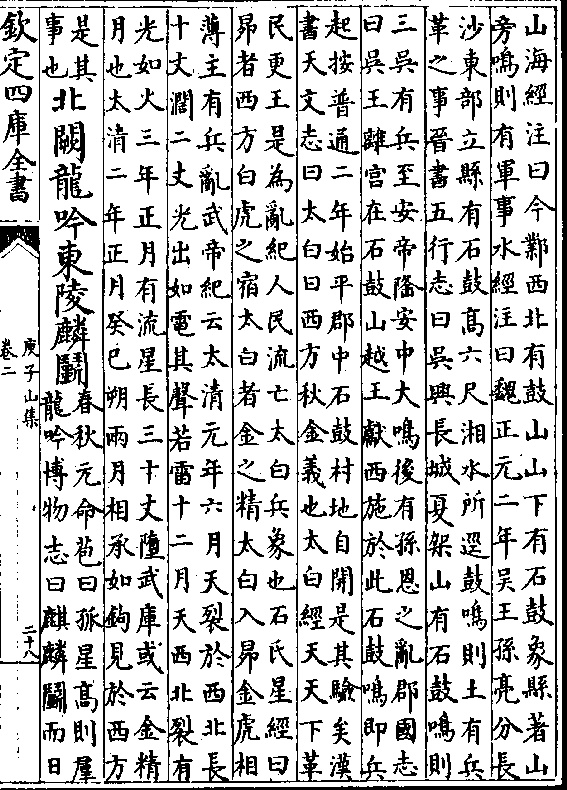 山海經注曰今鄴西北有鼓山山下有石鼓象縣著山
旁鳴則有軍事水經注曰魏正元二年吳王孫亮分長
沙東部立縣有石鼓髙六尺湘水所逕鼓鳴則土有兵
革之事晉書五行志曰吳興長城夏架山有石鼓鳴則
三吳有兵至安帝隆安中大鳴後有孫恩之亂郡國志
曰吳王離宮在石鼓山越王獻西施於此石鼓鳴即兵
起按普通二年始平郡中石鼓村地自開是其驗矣漢
書天文志曰太白曰西方秋金義也太白經天天下革
民更王是為亂紀人民流亡太白兵象也石氏星經曰
昴者西方白虎之宿太白者金之精太白入昴金虎相
薄主有兵亂武帝紀云太清元年六月天裂於西北長
十丈濶二丈光出如電其聲若雷十二月天西北裂有
光如火三年正月有流星長三十丈墮武庫或云金精
月也太清二年正月癸巳朔兩月相承如鉤見於西方
是其
事也
北闕龍吟東陵麟鬭
春秋元命苞曰孤星髙則羣
龍吟博物志曰麒麟鬭而日
欽定四庫全書
庚子山集
卷二
二十八